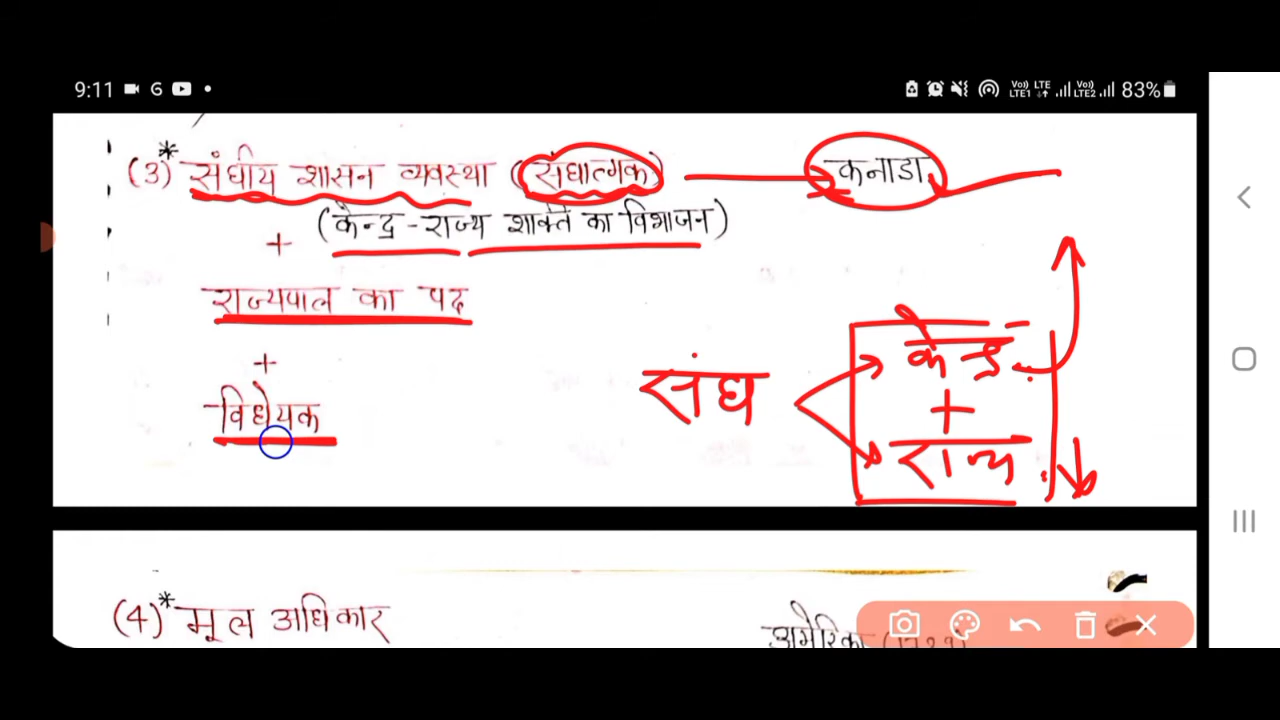 9:11 G 83%
(3)* संघीय शासन व्यवस्था (संघात्मक) कनाडा
(केन्द्र-राज्य शक्ति का विभाजन)
+
राज्यपाल का पद
+
विधेयक
संघ
केन्द्र
+
राज्य
(4)* मूल अधिकार
अमेरिका